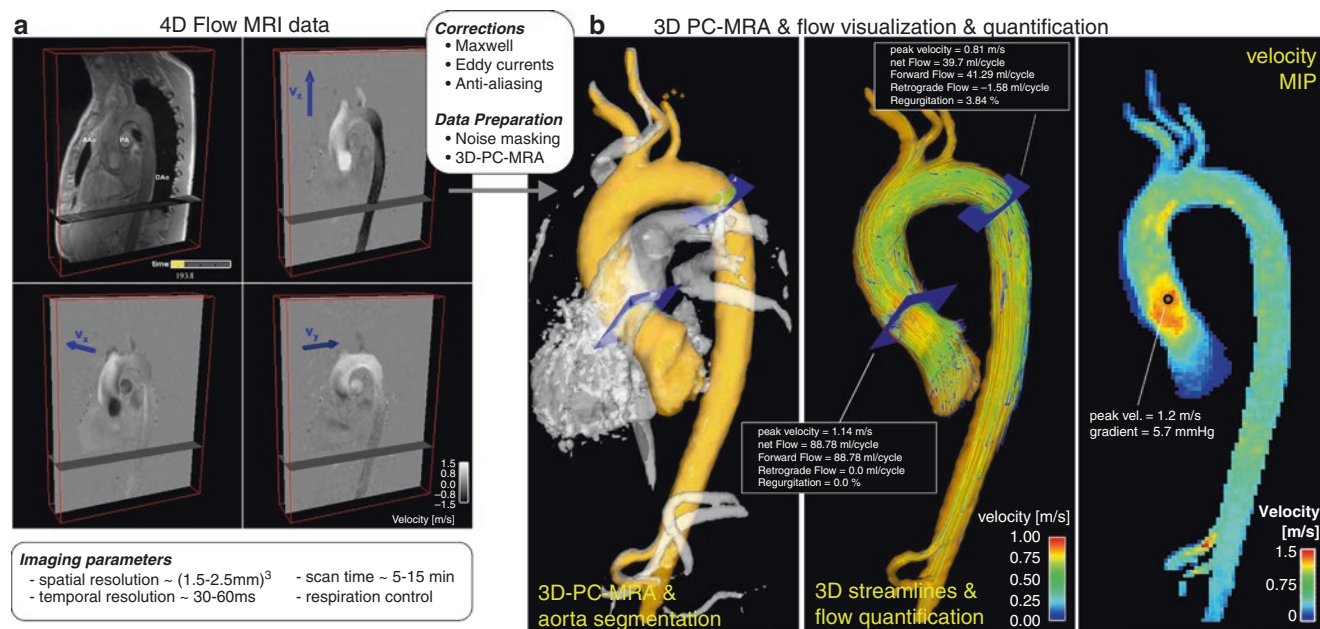 a
4D Flow MRI data
AAo
PA
DAo
time
193.8
Vz
Vx
Vy
1.5
0.8
0.0
−0.8
−1.5
Velocity [m/s]
Corrections
• Maxwell
• Eddy currents
• Anti-aliasing
Data Preparation
• Noise masking
• 3D-PC-MRA
Imaging parameters
- spatial resolution ~ (1.5-2.5mm)³
- temporal resolution ~ 30-60ms
- scan time ~ 5-15 min
- respiration control
b
3D PC-MRA & flow visualization & quantification
3D-PC-MRA &
aorta segmentation
peak velocity = 0.81 m/s
net Flow = 39.7 ml/cycle
Forward Flow = 41.29 ml/cycle
Retrograde Flow = −1.58 ml/cycle
Regurgitation = 3.84 %
peak velocity = 1.14 m/s
net Flow = 88.78 ml/cycle
Forward Flow = 88.78 ml/cycle
Retrograde Flow = 0.0 ml/cycle
Regurgitation = 0.0 %
velocity [m/s]
1.00
0.75
0.50
0.25
0.00
3D streamlines &
flow quantification
velocity
MIP
peak vel. = 1.2 m/s
gradient = 5.7 mmHg
Velocity
[m/s]
1.5
0.75
0